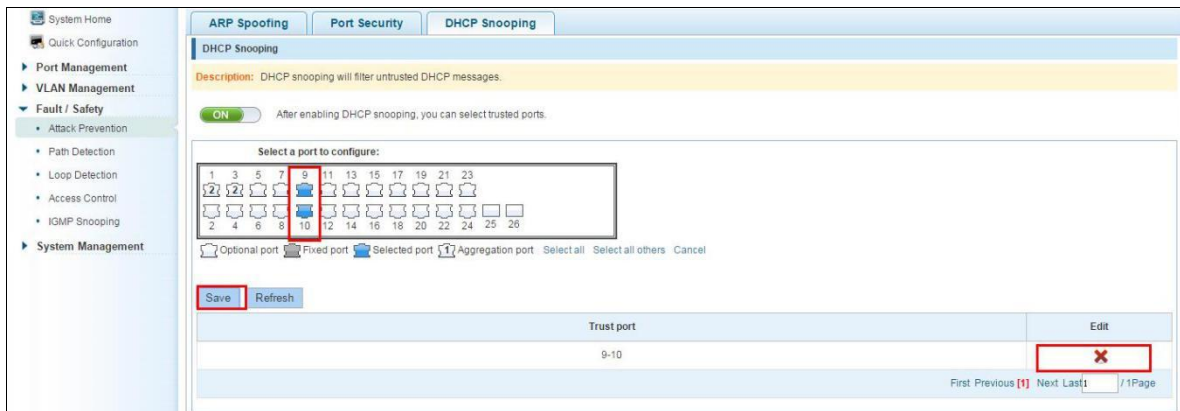 System Home
Quick Configuration
Port Management
VLAN Management
Fault / Safety
Attack Prevention
Path Detection
Loop Detection
Access Control
IGMP Snooping
System Management
ARP Spoofing Port Security DHCP Snooping
DHCP Snooping
Description: DHCP snooping will filter untrusted DHCP messages.
ON After enabling DHCP snooping, you can select trusted ports.
Select a port to configure:
1 3 5 7 9 11 13 15 17 19 21 23
2 2
2 4 6 8 10 12 14 16 18 20 22 24 25 26
Optional port Fixed port Selected port 1 Aggregation port Select all Select all others Cancel
Save Refresh
Trust port Edit
9-10
First Previous [1] Next Last 1 / 1Page